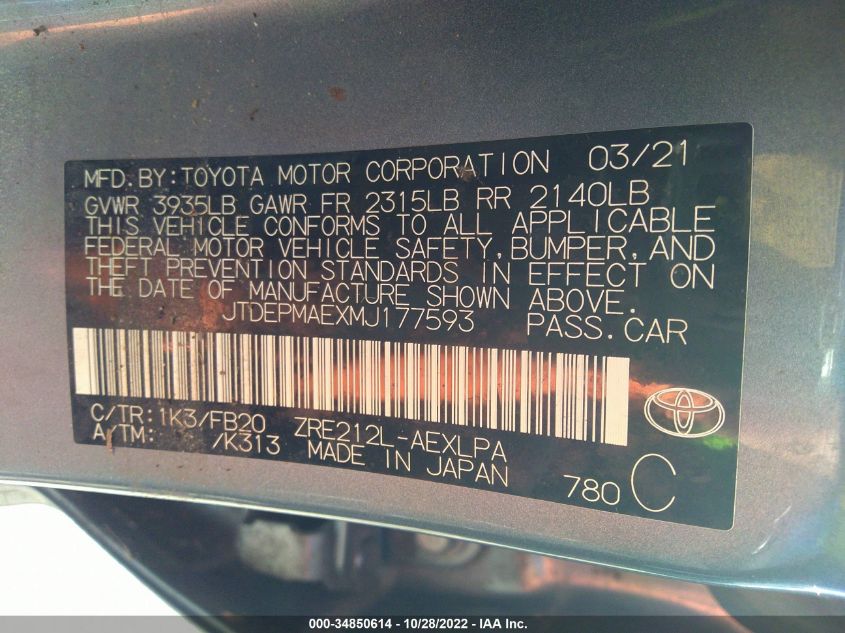 MFD.BY:TOYOTA MOTOR CORPORATION 03/21
GVWR 3935LB GAWR FR 2315LB RR 2140LB
THIS VEHICLE CONFORMS TO ALL APPLICABLE
FEDERAL MOTOR VEHICLE SAFETY, BUMPER, AND
THEFT PREVENTION STANDARDS IN EFFECT ON
THE DATE OF MANUFACTURE SHOWN ABOVE.
JTDEPMAEXMJ177593 PASS.CAR
C/TR:1K3/FB20 ZRE212L-AEXLPA
A/TM: /K313 MADE IN JAPAN
780 C
000-34850614 - 10/28/2022 - IAA Inc.